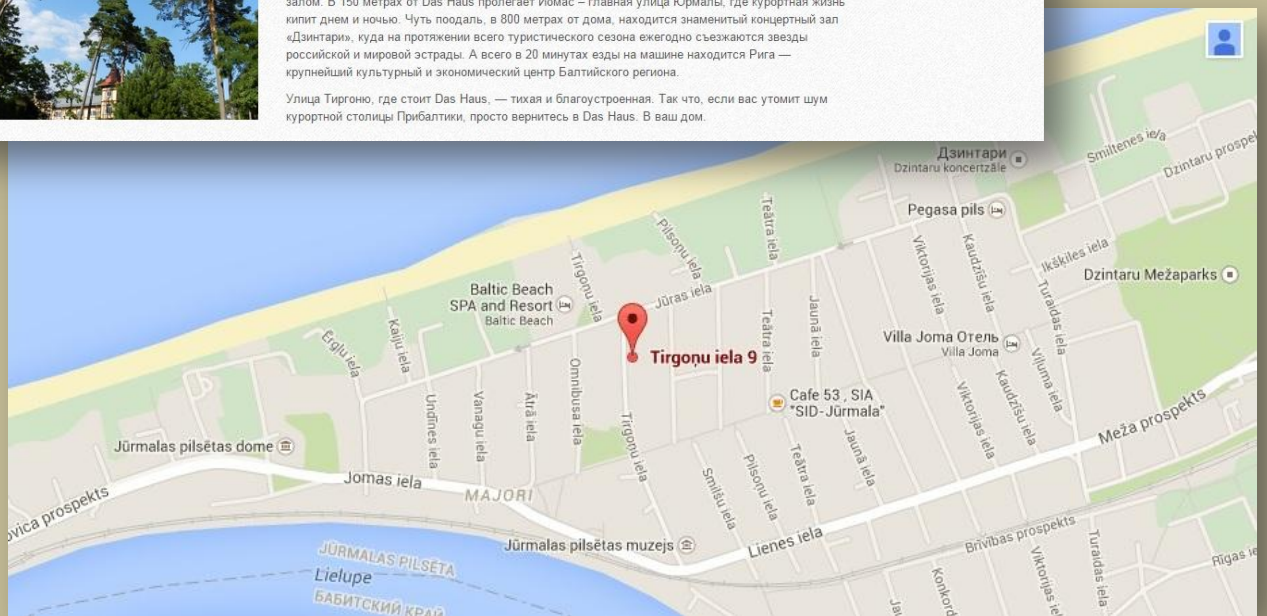 залом. В 150 метрах от Das Haus пролегает Йомас – главная улица Юрмалы, где курортная жизнь
кипит днем и ночью. Чуть поодаль, в 800 метрах от дома, находится знаменитый концертный зал
«Дзинтари», куда на протяжении всего туристического сезона ежегодно съезжаются звезды
российской и мировой эстрады. А всего в 20 минутах езды на машине находится Рига —
крупнейший культурный и экономический центр Балтийского региона.
Улица Тиргоню, где стоит Das Haus, — тихая и благоустроенная. Так что, если вас утомит шум
курортной столицы Прибалтики, просто вернитесь в Das Haus. В ваш дом.
Дзинтари
Dzintaru koncertzāle
Smiltenes iela
Dzintaru prospe
Pegasa pils
Teātra iela
Pilsoņu iela
Tirgoņu iela
Viktorijas iela
Kaudzīšu iela
Ikšķiles iela
Dzintaru Mežaparks
Baltic Beach
SPA and Resort
Baltic Beach
Jūras iela
Turaidas iela
Kaiju iela
Ērgļu iela
Teātra iela
Jaunā iela
Villa Joma Отель
Villa Joma
Viļuma iela
Tirgoņu iela 9
Omnibusa iela
Cafe 53 , SIA
"SID-Jūrmala"
Undīnes iela
Vanagu iela
Ātrā iela
Viktorijas iela
Kaudzīšu iela
Meža prospekts
Tirgoņu iela
Jaunā iela
Teātra iela
Pilsoņu iela
Smilšu iela
Jūrmalas pilsētas dome
Jomas iela
MAJORI
ovica prospekts
Jūrmalas pilsētas muzejs
Lienes iela
Brīvības prospekts
Turaidas iela
Viktorijas ie
Rīgas ie
Konkord
Jau
JŪRMALAS PILSĒTA
Lielupe
БАБИТСКИЙ КРАЙ